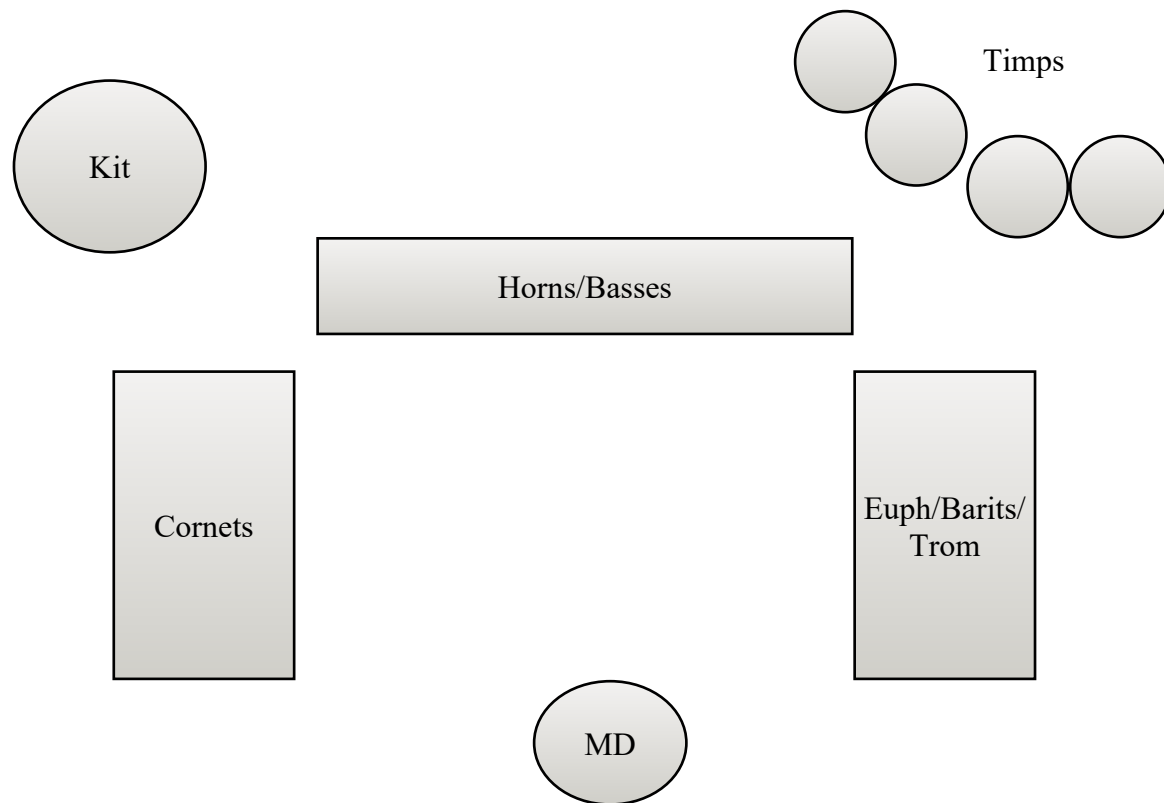 Timps
Kit
Horns/Basses
Cornets
Euph/Barits/
Trom
MD